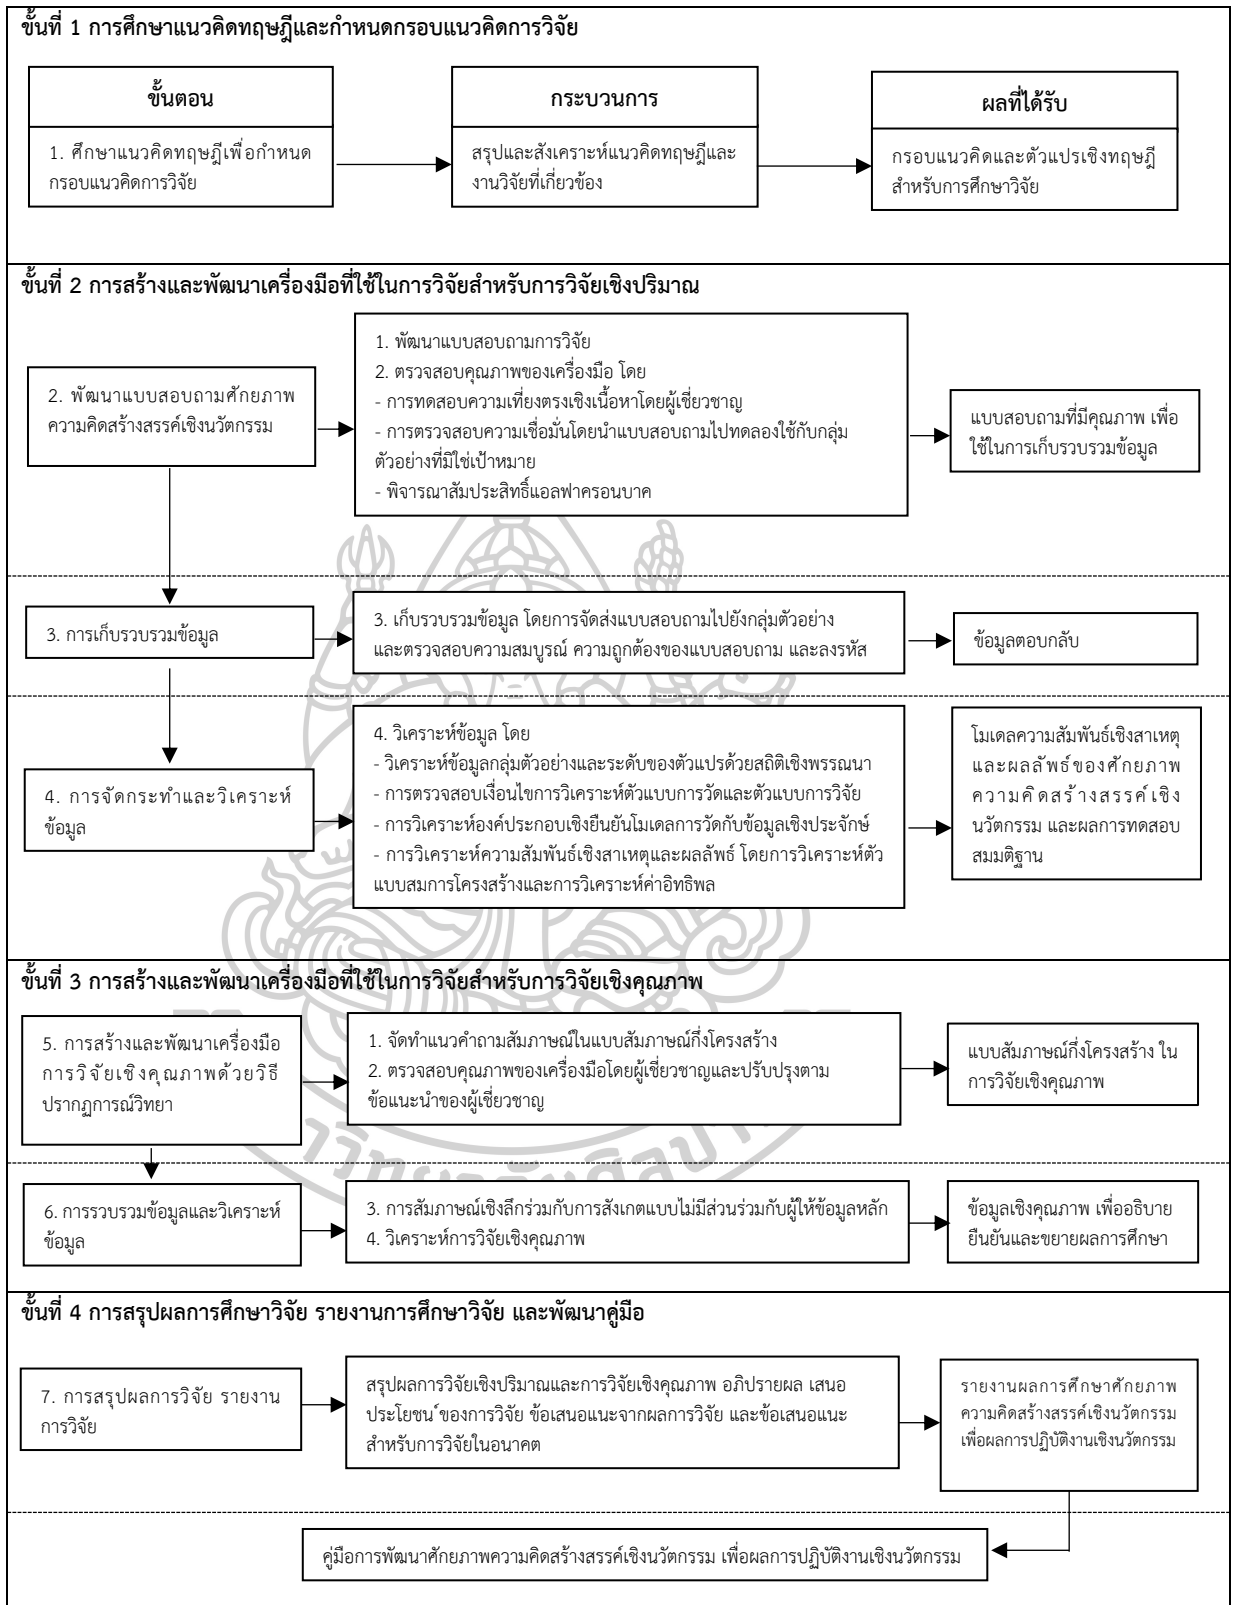 ขั้นที่ 1 การศึกษาแนวคิดทฤษฎีและกำหนดกรอบแนวคิดการวิจัย
ขั้นตอน
กระบวนการ
ผลที่ได้รับ
1. ศึกษาแนวคิดทฤษฎีเพื่อกำหนด
กรอบแนวคิดการวิจัย
สรุปและสังเคราะห์แนวคิดทฤษฎีและ
งานวิจัยที่เกี่ยวข้อง
กรอบแนวคิดและตัวแปรเชิงทฤษฎี
สำหรับการศึกษาวิจัย
ขั้นที่ 2 การสร้างและพัฒนาเครื่องมือที่ใช้ในการวิจัยสำหรับการวิจัยเชิงปริมาณ
2. พัฒนาแบบสอบถามศักยภาพ
ความคิดสร้างสรรค์เชิงนวัตกรรม
1. พัฒนาแบบสอบถามการวิจัย
2. ตรวจสอบคุณภาพของเครื่องมือ โดย
- การทดสอบความเที่ยงตรงเชิงเนื้อหาโดยผู้เชี่ยวชาญ
- การตรวจสอบความเชื่อมั่นโดยนำแบบสอบถามไปทดลองใช้กับกลุ่ม
ตัวอย่างที่มิใช่เป้าหมาย
- พิจารณาสัมประสิทธิ์แอลฟาครอนบาค
แบบสอบถามที่มีคุณภาพ เพื่อ
ใช้ในการเก็บรวบรวมข้อมูล
3. การเก็บรวบรวมข้อมูล
3. เก็บรวบรวมข้อมูล โดยการจัดส่งแบบสอบถามไปยังกลุ่มตัวอย่าง
และตรวจสอบความสมบูรณ์ ความถูกต้องของแบบสอบถาม และลงรหัส
ข้อมูลตอบกลับ
4. การจัดกระทำและวิเคราะห์
ข้อมูล
4. วิเคราะห์ข้อมูล โดย
- วิเคราะห์ข้อมูลกลุ่มตัวอย่างและระดับของตัวแปรด้วยสถิติเชิงพรรณนา
- การตรวจสอบเงื่อนไขการวิเคราะห์ตัวแบบการวัดและตัวแบบการวิจัย
- การวิเคราะห์องค์ประกอบเชิงยืนยันโมเดลการวัดกับข้อมูลเชิงประจักษ์
- การวิเคราะห์ความสัมพันธ์เชิงสาเหตุและผลลัพธ์ โดยการวิเคราะห์ตัว
แบบสมการโครงสร้างและการวิเคราะห์ค่าอิทธิพล
โมเดลความสัมพันธ์เชิงสาเหตุ
และผลลัพธ์ของศักยภาพ
ความคิดสร้างสรรค์เชิง
นวัตกรรม และผลการทดสอบ
สมมติฐาน
ขั้นที่ 3 การสร้างและพัฒนาเครื่องมือที่ใช้ในการวิจัยสำหรับการวิจัยเชิงคุณภาพ
5. การสร้างและพัฒนาเครื่องมือ
การวิจัยเชิงคุณภาพด้วยวิธี
ปรากฏการณ์วิทยา
1. จัดทำแนวคำถามสัมภาษณ์ในแบบสัมภาษณ์กึ่งโครงสร้าง
2. ตรวจสอบคุณภาพของเครื่องมือโดยผู้เชี่ยวชาญและปรับปรุงตาม
ข้อแนะนำของผู้เชี่ยวชาญ
แบบสัมภาษณ์กึ่งโครงสร้าง ใน
การวิจัยเชิงคุณภาพ
6. การรวบรวมข้อมูลและวิเคราะห์
ข้อมูล
3. การสัมภาษณ์เชิงลึกร่วมกับการสังเกตแบบไม่มีส่วนร่วมกับผู้ให้ข้อมูลหลัก
4. วิเคราะห์การวิจัยเชิงคุณภาพ
ข้อมูลเชิงคุณภาพ เพื่ออธิบาย
ยืนยันและขยายผลการศึกษา
ขั้นที่ 4 การสรุปผลการศึกษาวิจัย รายงานการศึกษาวิจัย และพัฒนาคู่มือ
7. การสรุปผลการวิจัย รายงาน
การวิจัย
สรุปผลการวิจัยเชิงปริมาณและการวิจัยเชิงคุณภาพ อภิปรายผล เสนอ
ประโยชน์ของการวิจัย ข้อเสนอแนะจากผลการวิจัย และข้อเสนอแนะ
สำหรับการวิจัยในอนาคต
รายงานผลการศึกษาศักยภาพ
ความคิดสร้างสรรค์เชิงนวัตกรรม
เพื่อผลการปฏิบัติงานเชิงนวัตกรรม
คู่มือการพัฒนาศักยภาพความคิดสร้างสรรค์เชิงนวัตกรรม เพื่อผลการปฏิบัติงานเชิงนวัตกรรม